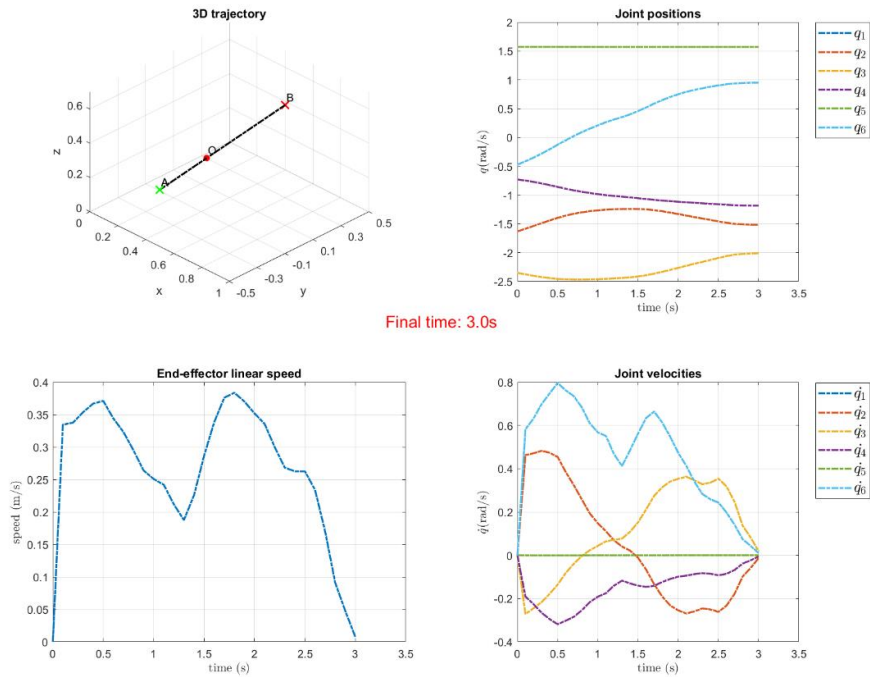 3D trajectory
B
O
A
0.6
0.4
0.2
0
z
0
0.2
0.4
0.6
0.8
1
x
-0.5
-0.3
-0.1
0.1
0.3
0.5
y
Joint positions
2
1.5
1
0.5
0
-0.5
-1
-1.5
-2
-2.5
q(rad/s)
0 0.5 1 1.5 2 2.5 3 3.5
time (s)
q₁
q₂
q₃
q₄
q₅
q₆
Final time: 3.0s
End-effector linear speed
0.4
0.35
0.3
0.25
0.2
0.15
0.1
0.05
0
speed (m/s)
0 0.5 1 1.5 2 2.5 3 3.5
time (s)
Joint velocities
0.8
0.6
0.4
0.2
0
-0.2
-0.4
q̇(rad/s)
0 0.5 1 1.5 2 2.5 3 3.5
time (s)
q̇₁
q̇₂
q̇₃
q̇₄
q̇₅
q̇₆